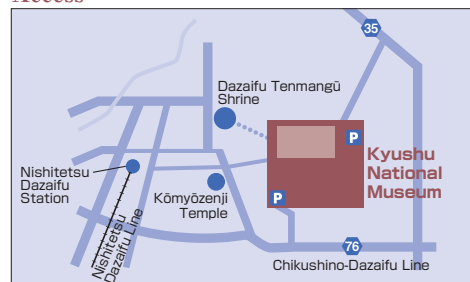 Access
35
Dazaifu Tenmangū
Shrine
P
Kyushu
National
Museum
Nishitetsu
Dazaifu
Station
Kōmyōzenji
Temple
P
Nishitetsu
Dazaifu Line
76
Chikushino-Dazaifu Line